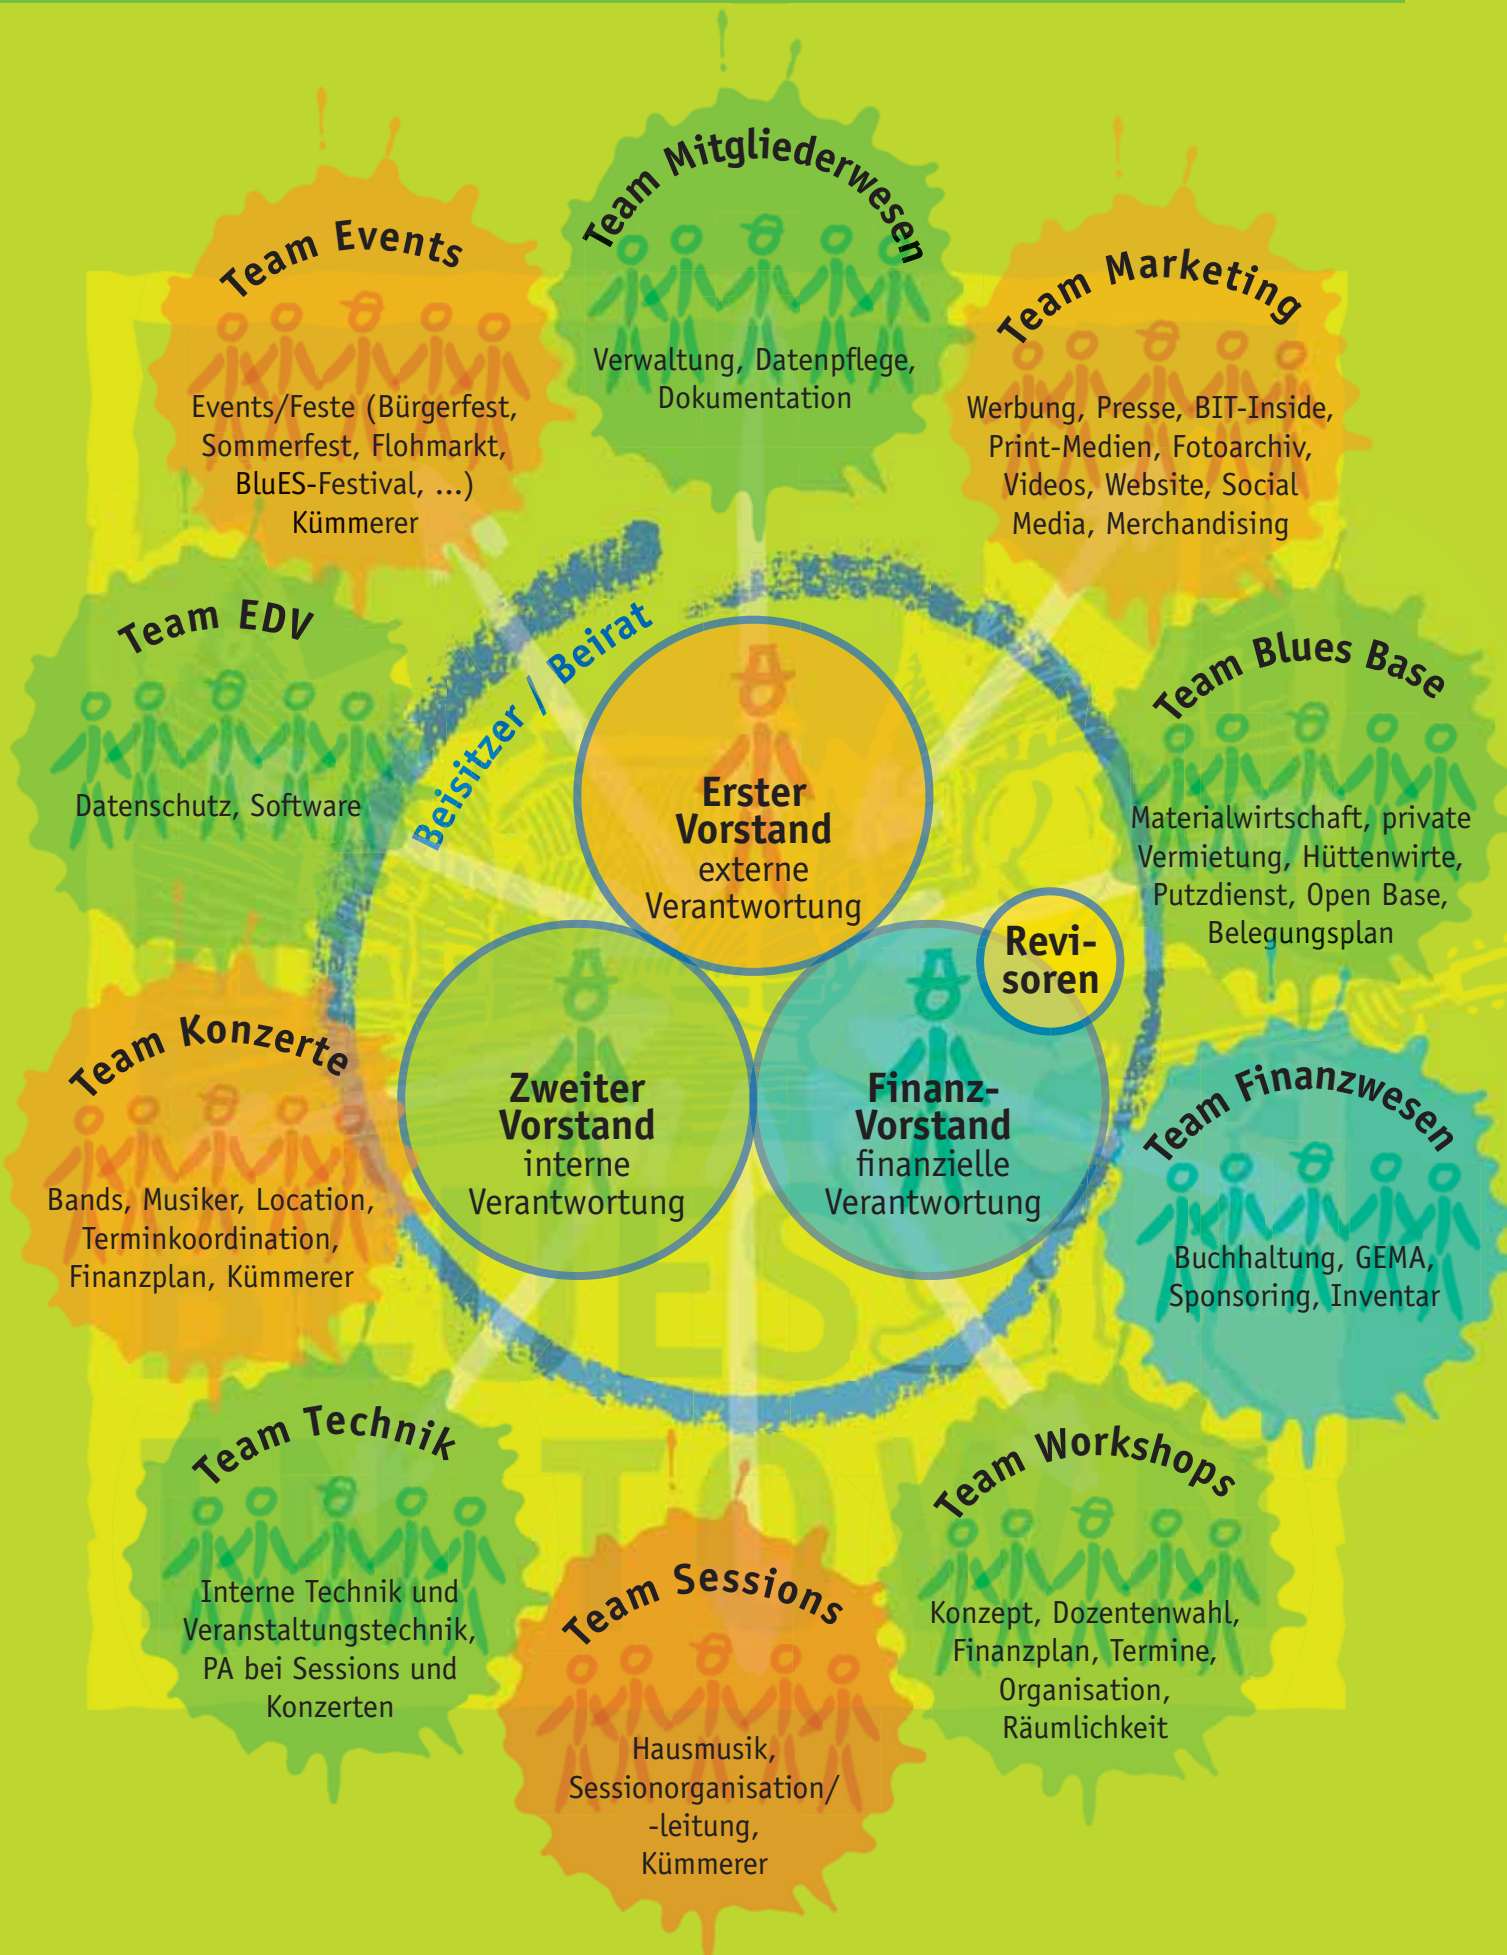 Team Mitgliederwesen
Verwaltung, Datenpflege,
Dokumentation
Team Events
Events/Feste (Bürgerfest,
Sommerfest, Flohmarkt,
BluES-Festival, ...)
Kümmerer
Team Marketing
Werbung, Presse, BIT-Inside,
Print-Medien, Fotoarchiv,
Videos, Website, Social
Media, Merchandising
Team EDV
Datenschutz, Software
Beisitzer / Beirat
Team Blues Base
Materialwirtschaft, private
Vermietung, Hüttenwirte,
Putzdienst, Open Base,
Belegungsplan
Erster
Vorstand
externe
Verantwortung
Revi-
soren
Zweiter
Vorstand
interne
Verantwortung
Finanz-
Vorstand
finanzielle
Verantwortung
Team Konzerte
Bands, Musiker, Location,
Terminkoordination,
Finanzplan, Kümmerer
Team Finanzwesen
Buchhaltung, GEMA,
Sponsoring, Inventar
Team Technik
Interne Technik und
Veranstaltungstechnik,
PA bei Sessions und
Konzerten
Team Sessions
Hausmusik,
Sessionorganisation/
-leitung,
Kümmerer
Team Workshops
Konzept, Dozentenwahl,
Finanzplan, Termine,
Organisation,
Räumlichkeit
BLUES
TOWN